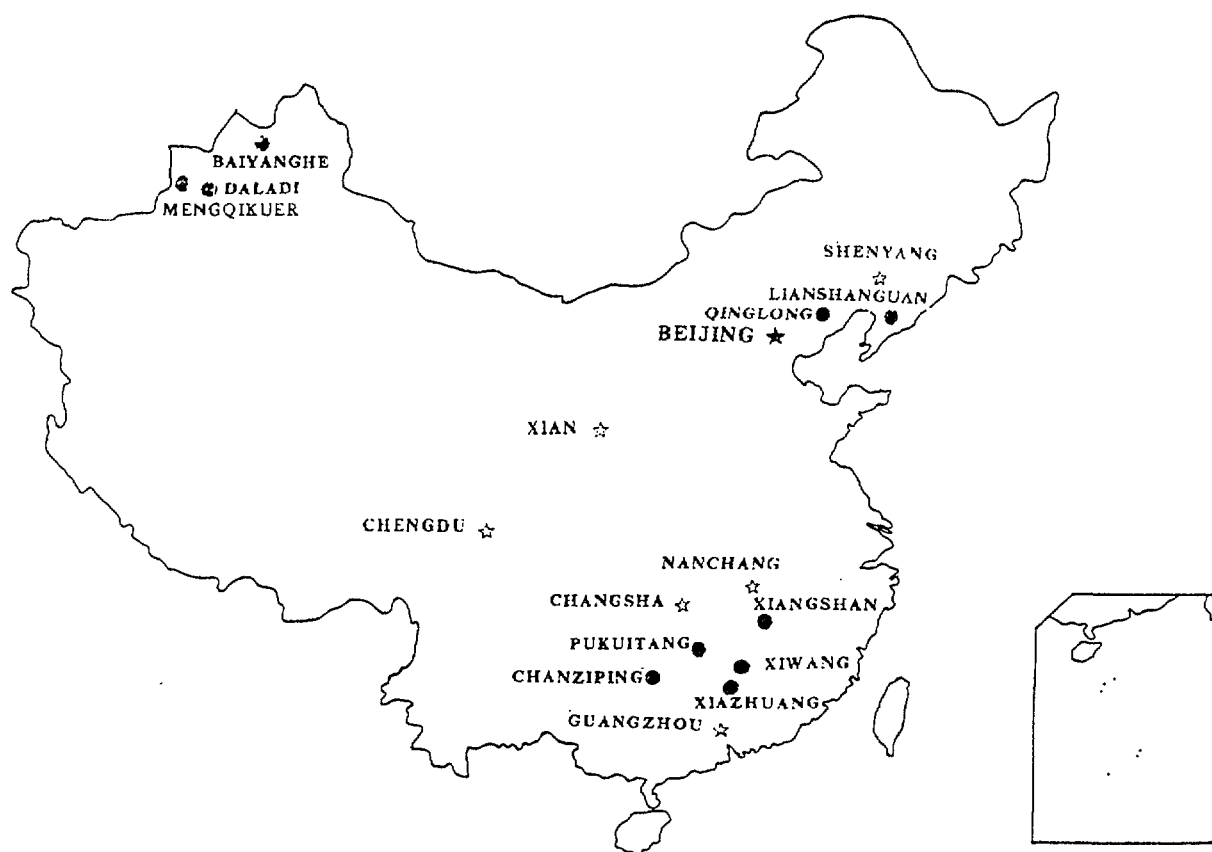 BAIYANGHE
DALADI
MENGQIKUER
SHENYANG
LIANSHANGUAN
QINGLONG
BEIJING
XIAN
CHENGDU
NANCHANG
CHANGSHA
XIANGSHAN
PUKUITANG
XIWANG
CHANZIPING
XIAZHUANG
GUANGZHOU